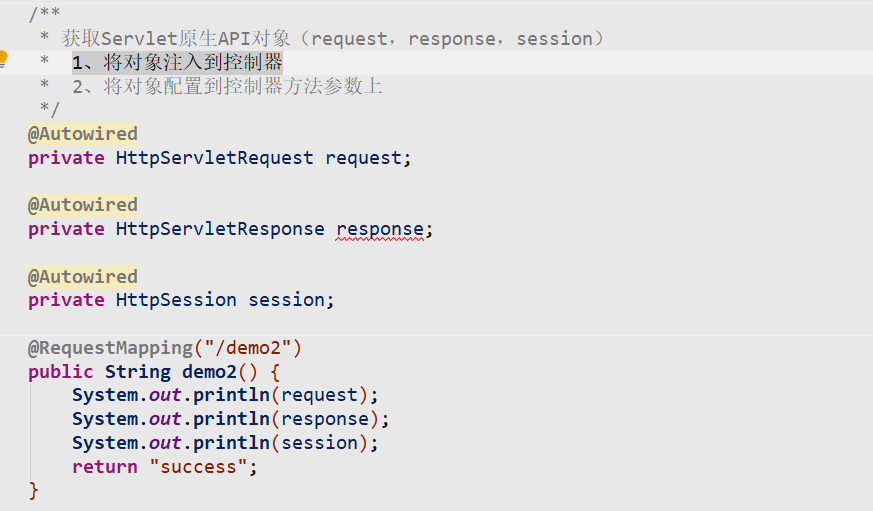 /**
 * 获取Servlet原生API对象（request，response，session）
 *  1、将对象注入到控制器
 *  2、将对象配置到控制器方法参数上
 */
@Autowired
private HttpServletRequest request;
@Autowired
private HttpServletResponse response;
@Autowired
private HttpSession session;
@RequestMapping("/demo2")
public String demo2() {
    System.out.println(request);
    System.out.println(response);
    System.out.println(session);
    return "success";
}